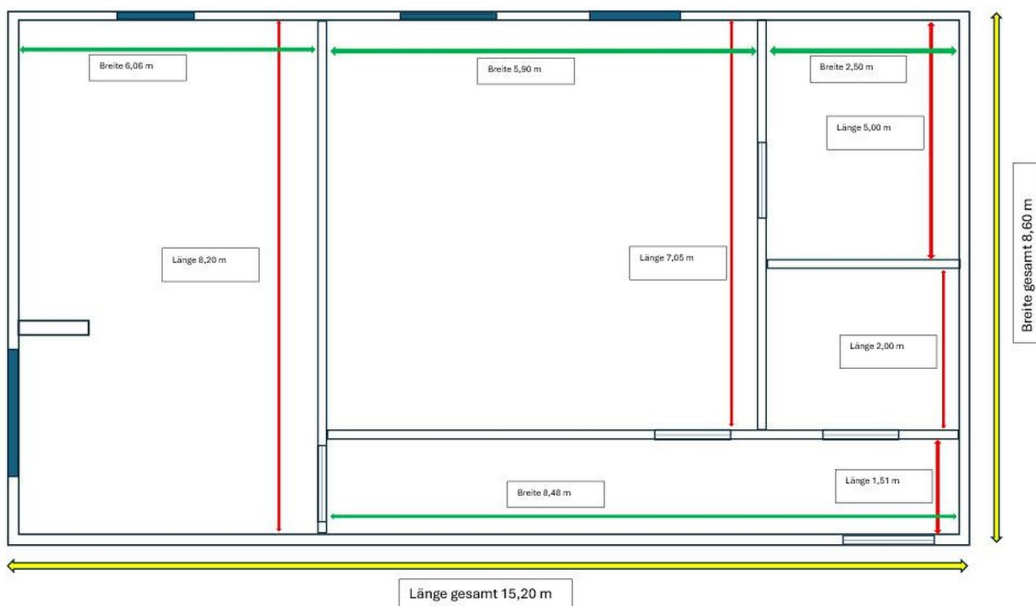 Breite 6,06 m
Breite 5,90 m
Breite 2,50 m
Länge 5,00 m
Länge 8,20 m
Länge 7,05 m
Breite gesamt 8,60 m
Länge 2,00 m
Länge 1,51 m
Breite 8,48 m
Länge gesamt 15,20 m